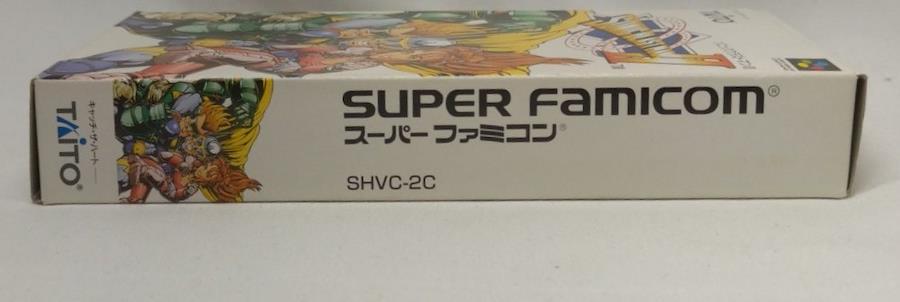 SUPER FAMICOM®
スーパーファミコン®
SHVC-2C
キャッチ・ザ・ハート
TAITO®
TAITO